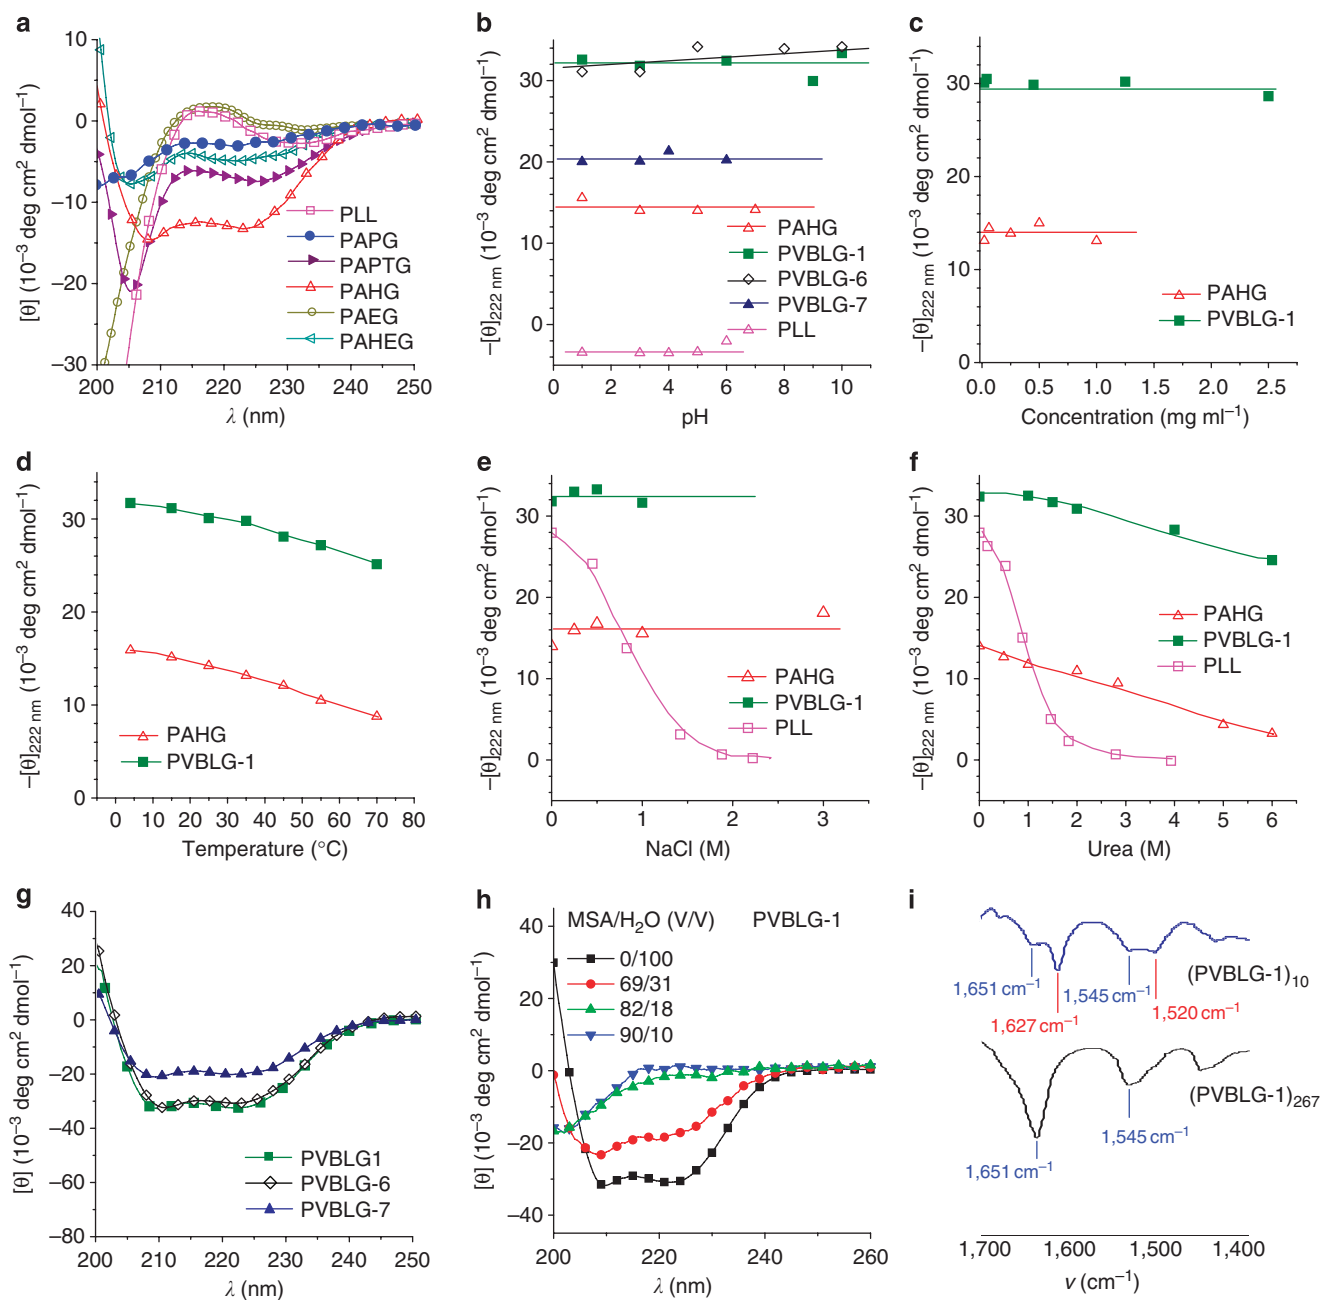 a
10
0
−10
−20
−30
[θ] (10⁻³ deg cm² dmol⁻¹)
PLL
PAPG
PAPTG
PAHG
PAEG
PAHEG
200 210 220 230 240 250
λ (nm)
b
30
20
10
0
−[θ]222 nm (10⁻³ deg cm² dmol⁻¹)
PAHG
PVBLG-1
PVBLG-6
PVBLG-7
PLL
0 2 4 6 8 10
pH
c
30
20
10
0
−[θ]222 nm (10⁻³ deg cm² dmol⁻¹)
PAHG
PVBLG-1
0.0 0.5 1.0 1.5 2.0 2.5
Concentration (mg ml⁻¹)
d
30
20
10
0
−[θ]222 nm (10⁻³ deg cm² dmol⁻¹)
PAHG
PVBLG-1
0 10 20 30 40 50 60 70 80
Temperature (°C)
e
30
20
10
0
−[θ]222 nm (10⁻³ deg cm² dmol⁻¹)
PAHG
PVBLG-1
PLL
0 1 2 3
NaCl (M)
f
30
20
10
0
−[θ]222 nm (10⁻³ deg cm² dmol⁻¹)
PAHG
PVBLG-1
PLL
0 1 2 3 4 5 6
Urea (M)
g
40
20
0
−20
−40
−60
−80
[θ] (10⁻³ deg cm² dmol⁻¹)
PVBLG1
PVBLG-6
PVBLG-7
200 210 220 230 240 250
λ (nm)
h
40
20
0
−20
−40
[θ] (10⁻³ deg cm² dmol⁻¹)
MSA/H₂O (V/V) PVBLG-1
0/100
69/31
82/18
90/10
200 220 240 260
λ (nm)
i
(PVBLG-1)₁₀
1,651 cm⁻¹
1,545 cm⁻¹
1,627 cm⁻¹
1,520 cm⁻¹
(PVBLG-1)₂₆₇
1,545 cm⁻¹
1,651 cm⁻¹
1,700 1,600 1,500 1,400
v (cm⁻¹)